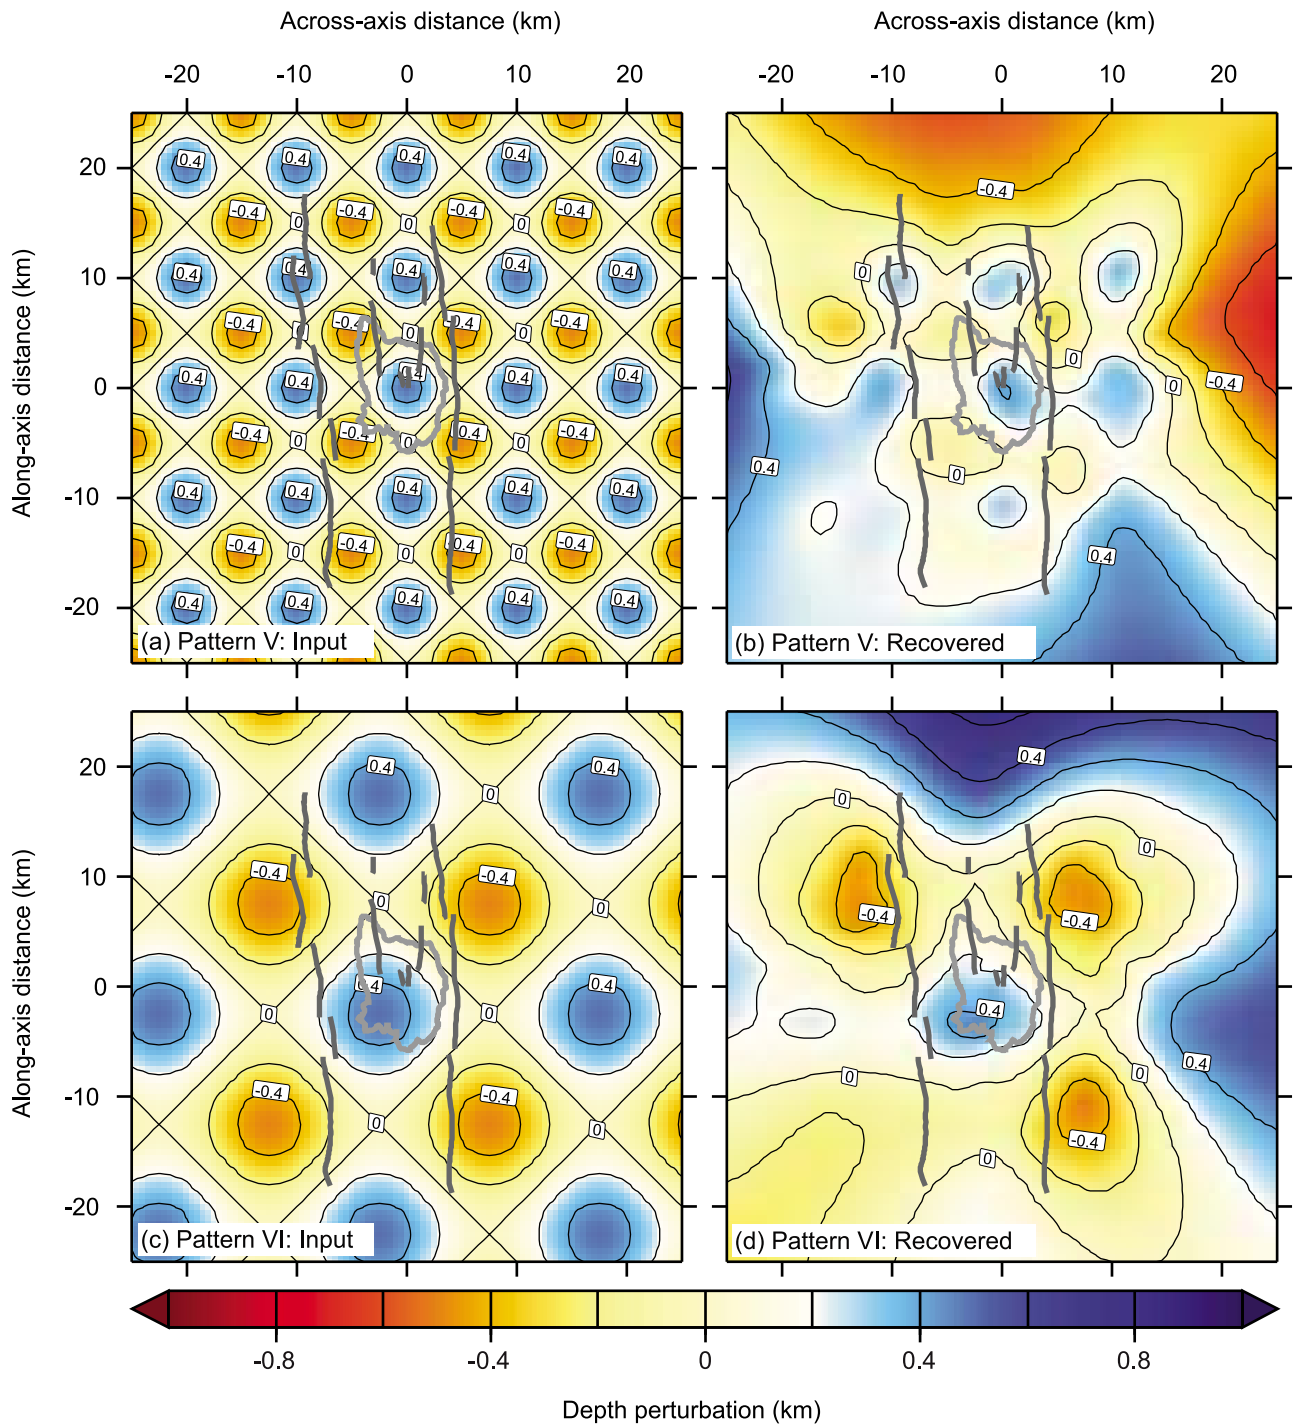 Across-axis distance (km)
Across-axis distance (km)
-20 -10 0 10 20
-20 -10 0 10 20
Along-axis distance (km)
20
10
0
-10
-20
0.4 0.4 0.4 0.4 0.4
-0.4 0 -0.4 0 -0.4 0 -0.4
0.4 0.4 0.4 0.4 0.4
-0.4 0 -0.4 0 -0.4 0 -0.4
0.4 0.4 0.4 0.4 0.4
-0.4 0 -0.4 0 -0.4 0 -0.4
0.4 0.4 0.4 0.4 0.4
-0.4 0 -0.4 0 -0.4 0 -0.4
0.4 0.4 0.4 0.4 0.4
(a) Pattern V: Input
-0.4
0
0
0
0 -0.4
0.4
0
0.4
(b) Pattern V: Recovered
Along-axis distance (km)
20
10
0
-10
-20
0.4 0 0.4
-0.4 0 -0.4 0
0.4 0 0.4
-0.4 0 -0.4 0
(c) Pattern VI: Input
0.4
0
0
-0.4 -0.4
0.4
0.4
0 0
-0.4
0
(d) Pattern VI: Recovered
-0.8 -0.4 0 0.4 0.8
Depth perturbation (km)